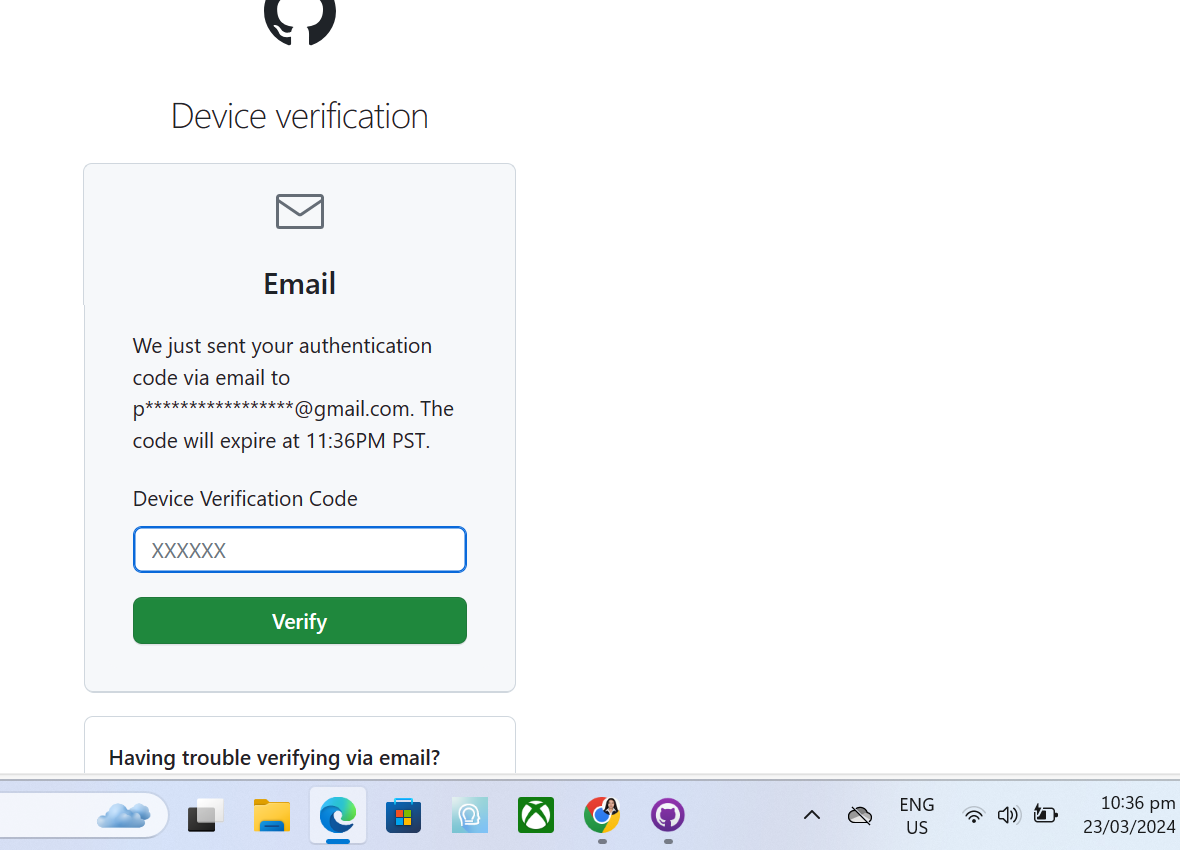 Device verification
Email
We just sent your authentication
code via email to
p*****************@gmail.com. The
code will expire at 11:36PM PST.
Device Verification Code
XXXXXX
Verify
Having trouble verifying via email?
ENG
US
10:36 pm
23/03/2024